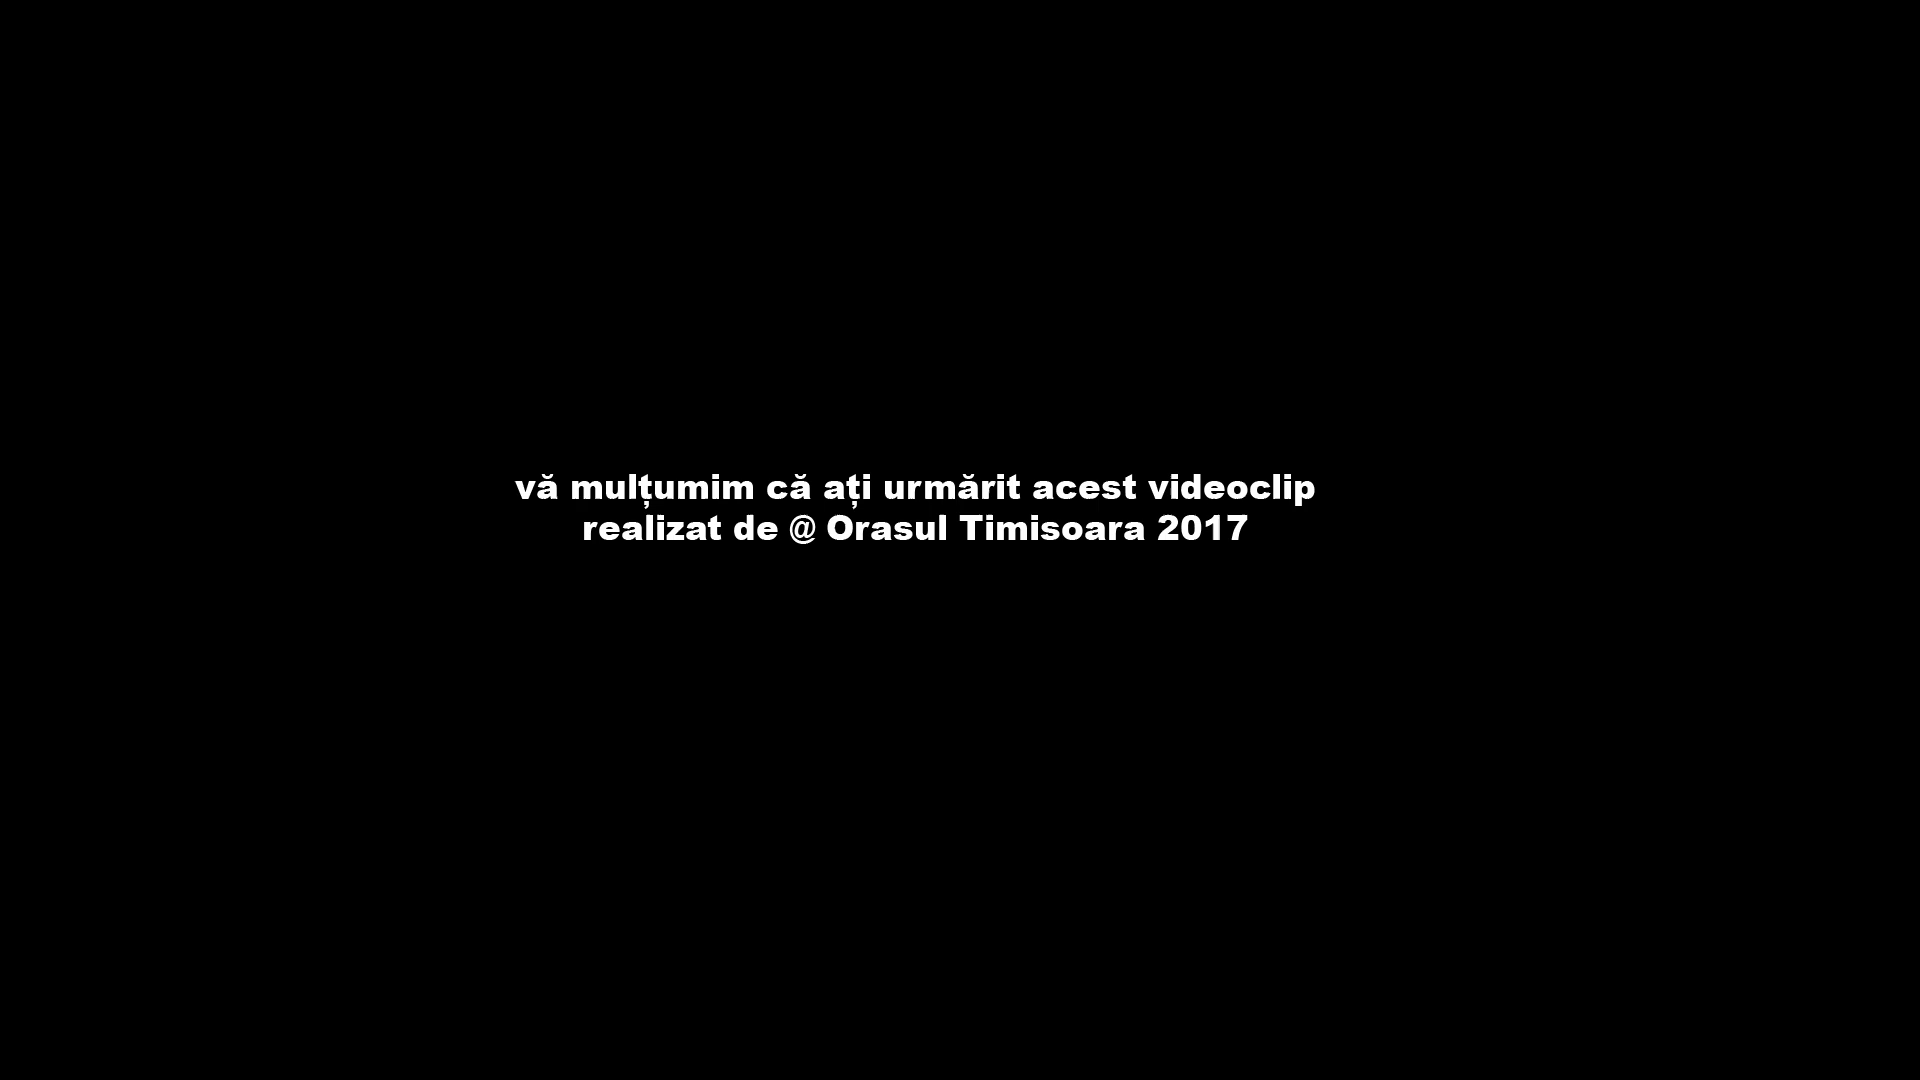 vă mulțumim că ați urmărit acest videoclip
realizat de @ Orasul Timisoara 2017